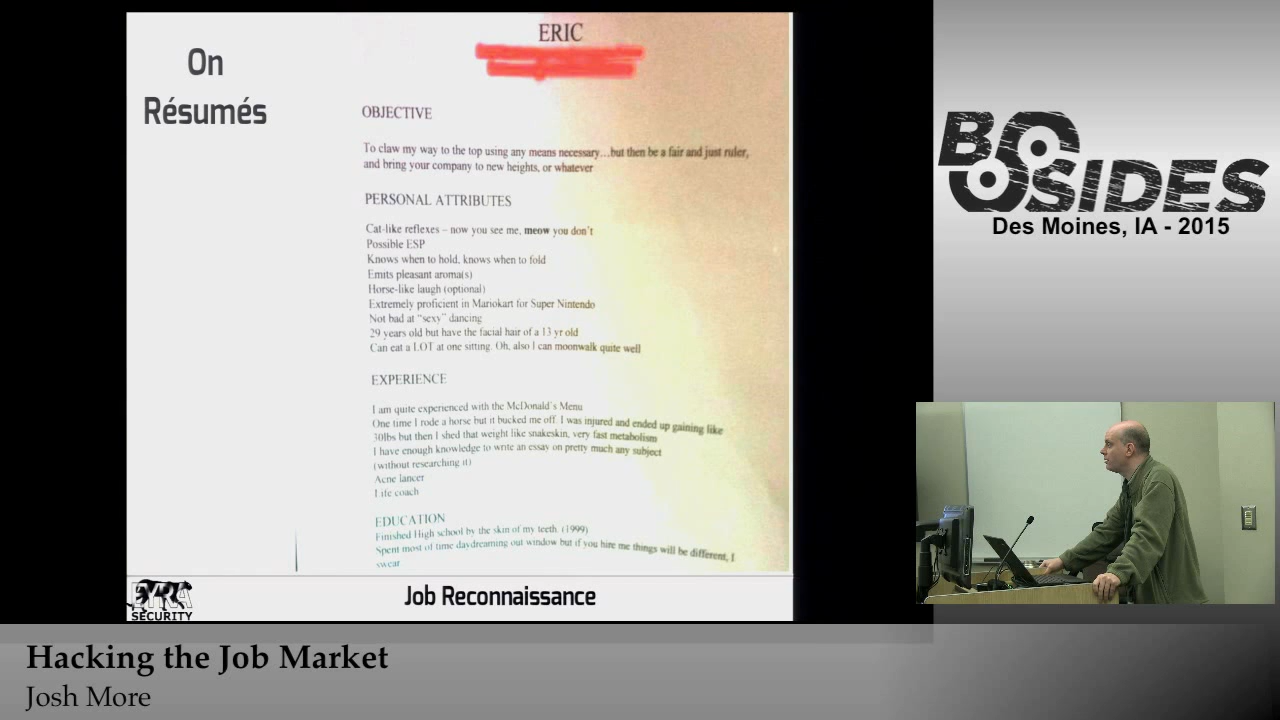 On
Résumés
ERIC
OBJECTIVE
To claw my way to the top using any means necessary...but then be a fair and just ruler,
and bring your company to new heights, or whatever
PERSONAL ATTRIBUTES
Cat-like reflexes – now you see me, meow you don't
Possible ESP
Knows when to hold, knows when to fold
Emits pleasant aroma(s)
Horse-like laugh (optional)
Extremely proficient in Mariokart for Super Nintendo
Not bad at "sexy" dancing
29 years old but have the facial hair of a 13 yr old
Can eat a LOT at one sitting. Oh, also I can moonwalk quite well
EXPERIENCE
I am quite experienced with the McDonald's Menu
One time I rode a horse but it bucked me off. I was injured and ended up gaining like
30lbs but then I shed that weight like snakeskin, very fast metabolism
I have enough knowledge to write an essay on pretty much any subject
(without researching it)
Acne lancer
Life coach
EDUCATION
Finished High school by the skin of my teeth. (1999)
Spent most of time daydreaming out window but if you hire me things will be different, I
swear
EYRA
SECURITY
Job Reconnaissance
BSIDES
Des Moines, IA - 2015
Hacking the Job Market
Josh More